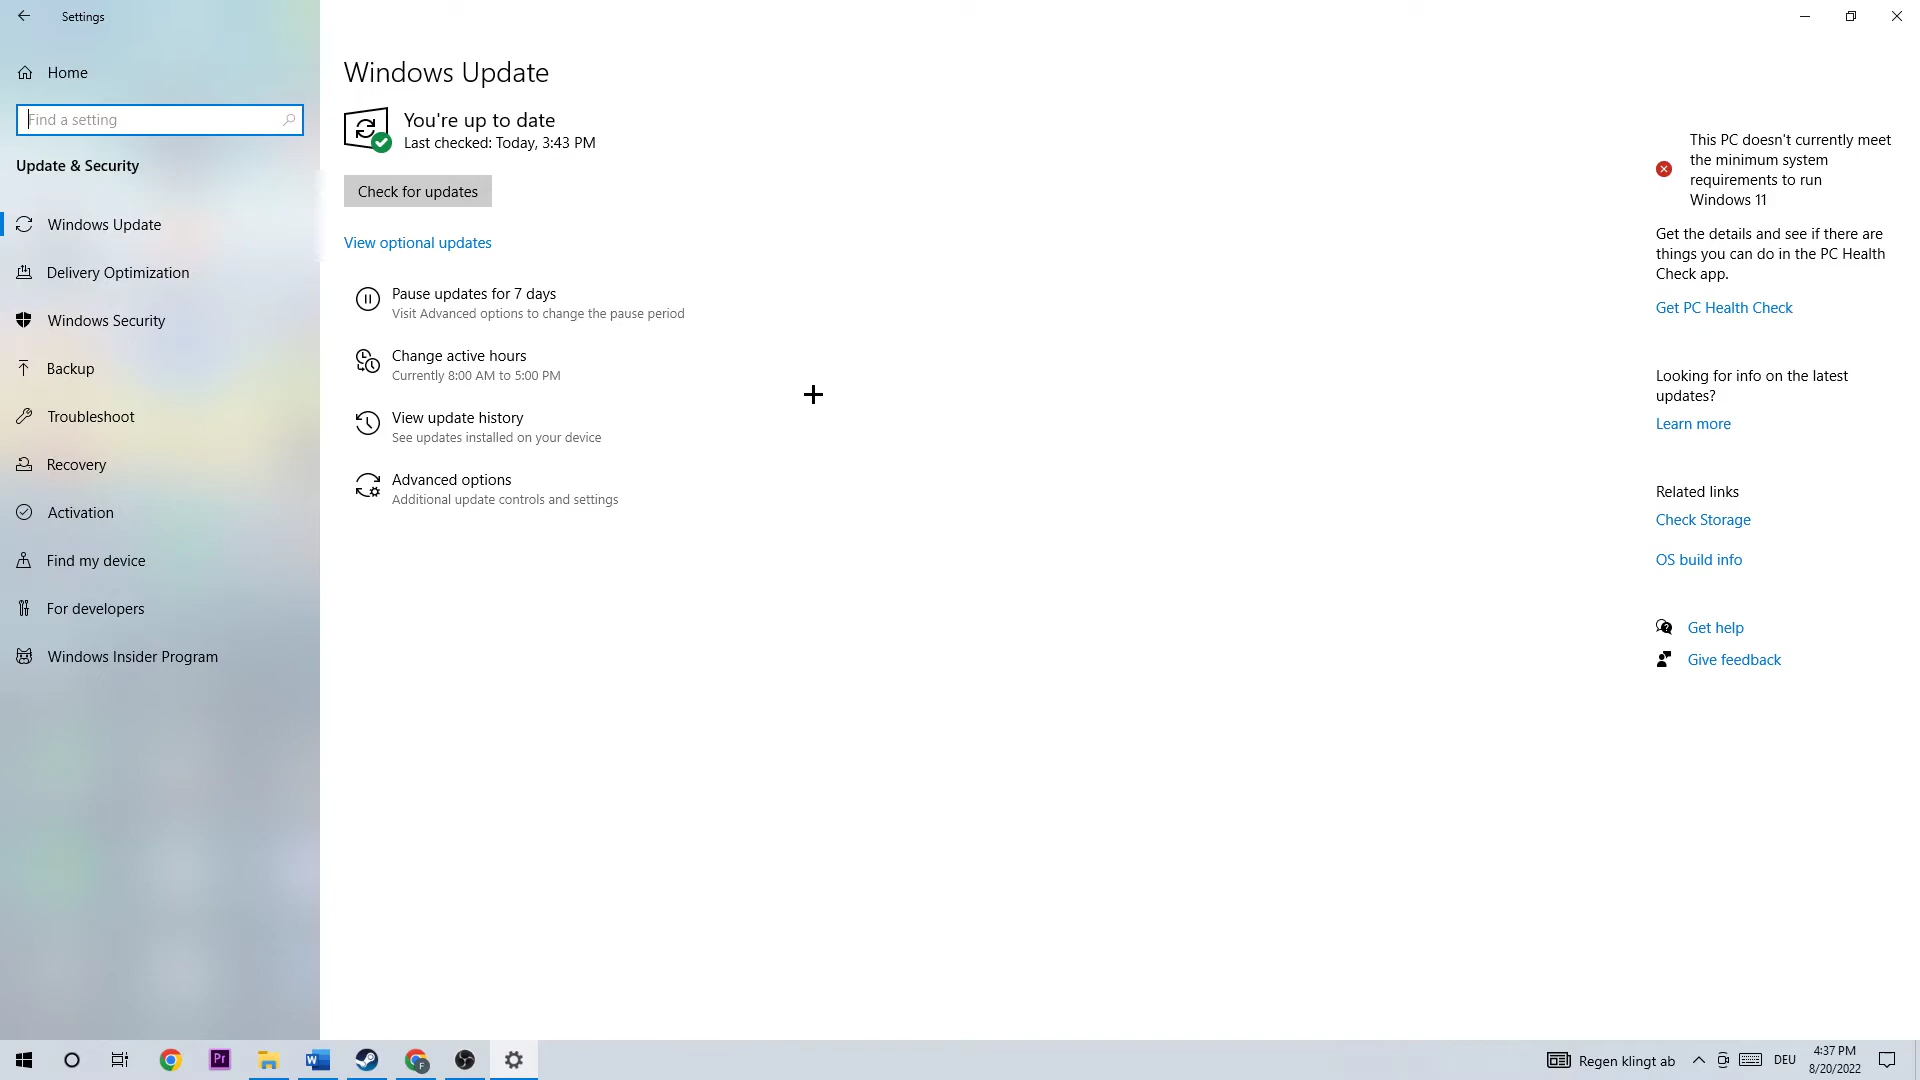 Settings
Home
Find a setting
Update & Security
Windows Update
Delivery Optimization
Windows Security
Backup
Troubleshoot
Recovery
Activation
Find my device
For developers
Windows Insider Program
Windows Update
You're up to date
Last checked: Today, 3:43 PM
Check for updates
View optional updates
Pause updates for 7 days
Visit Advanced options to change the pause period
Change active hours
Currently 8:00 AM to 5:00 PM
View update history
See updates installed on your device
Advanced options
Additional update controls and settings
This PC doesn't currently meet
the minimum system
requirements to run
Windows 11
Get the details and see if there are
things you can do in the PC Health
Check app.
Get PC Health Check
Looking for info on the latest
updates?
Learn more
Related links
Check Storage
OS build info
Get help
Give feedback
Pr
W
F
Regen klingt ab
DEU
4:37 PM
8/20/2022